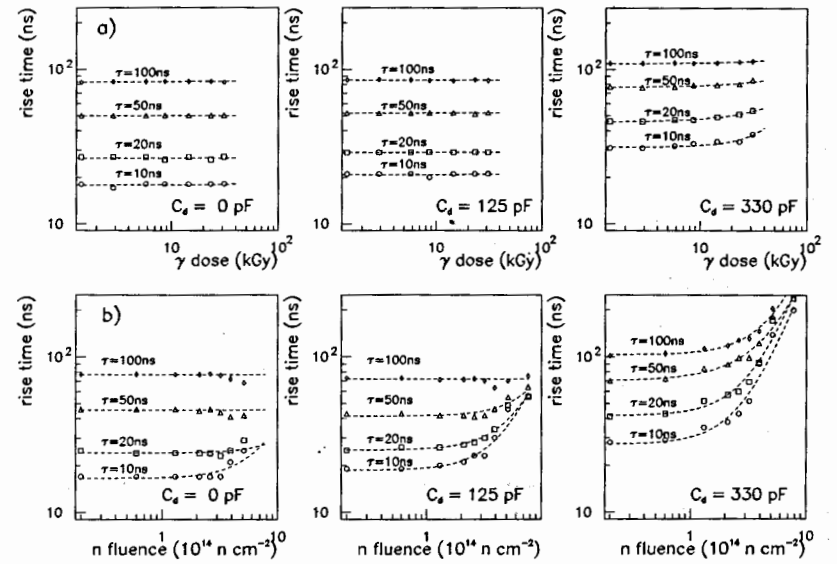 a)
rise time (ns)
10²
10
τ=100ns
τ=50ns
τ=20ns
τ=10ns
C_d = 0 pF
10
10²
γ dose (kGy)
rise time (ns)
10²
10
τ=100ns
τ=50ns
τ=20ns
τ=10ns
C_d = 125 pF
10
10²
γ dose (kGy)
rise time (ns)
10²
10
τ=100ns
τ=50ns
τ=20ns
τ=10ns
C_d = 330 pF
10
10²
γ dose (kGy)
b)
rise time (ns)
10²
10
τ=100ns
τ=50ns
τ=20ns
τ=10ns
C_d = 0 pF
1
10
n fluence (10¹⁴ n cm⁻²)
rise time (ns)
10²
10
τ=100ns
τ=50ns
τ=20ns
τ=10ns
C_d = 125 pF
1
10
n fluence (10¹⁴ n cm⁻²)
rise time (ns)
10²
10
τ=100ns
τ=50ns
τ=20ns
τ=10ns
C_d = 330 pF
1
10
n fluence (10¹⁴ n cm⁻²)